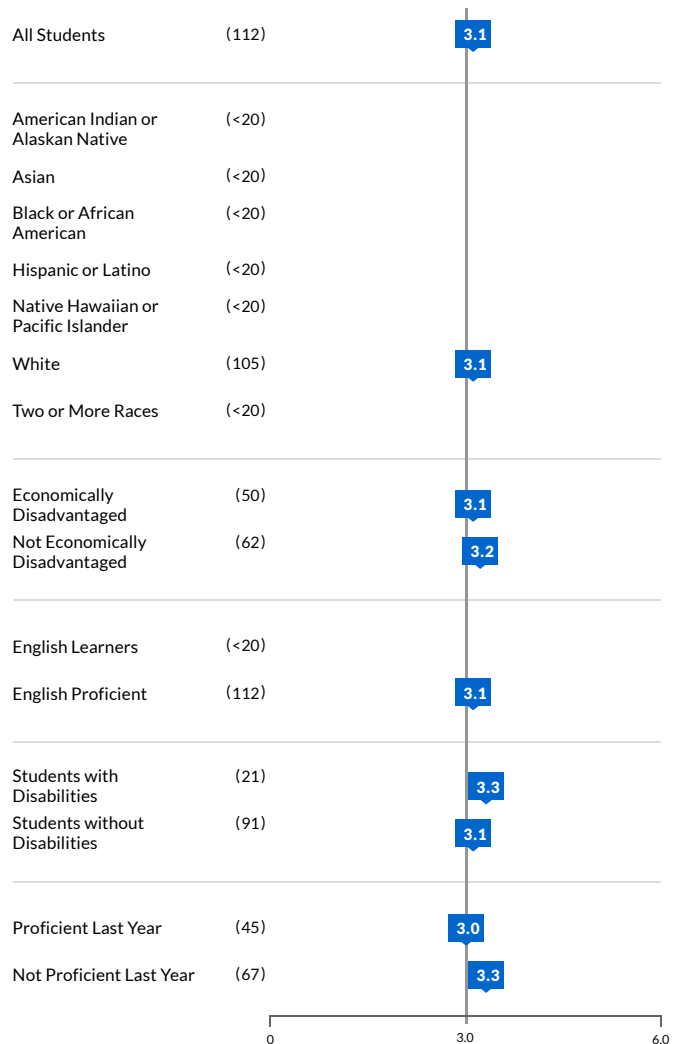 All Students (112) 3.1
American Indian or (<20)
Alaskan Native
Asian (<20)
Black or African (<20)
American
Hispanic or Latino (<20)
Native Hawaiian or (<20)
Pacific Islander
White (105) 3.1
Two or More Races (<20)
Economically (50) 3.1
Disadvantaged
Not Economically (62) 3.2
Disadvantaged
English Learners (<20)
English Proficient (112) 3.1
Students with (21) 3.3
Disabilities
Students without (91) 3.1
Disabilities
Proficient Last Year (45) 3.0
Not Proficient Last Year (67) 3.3
0 3.0 6.0